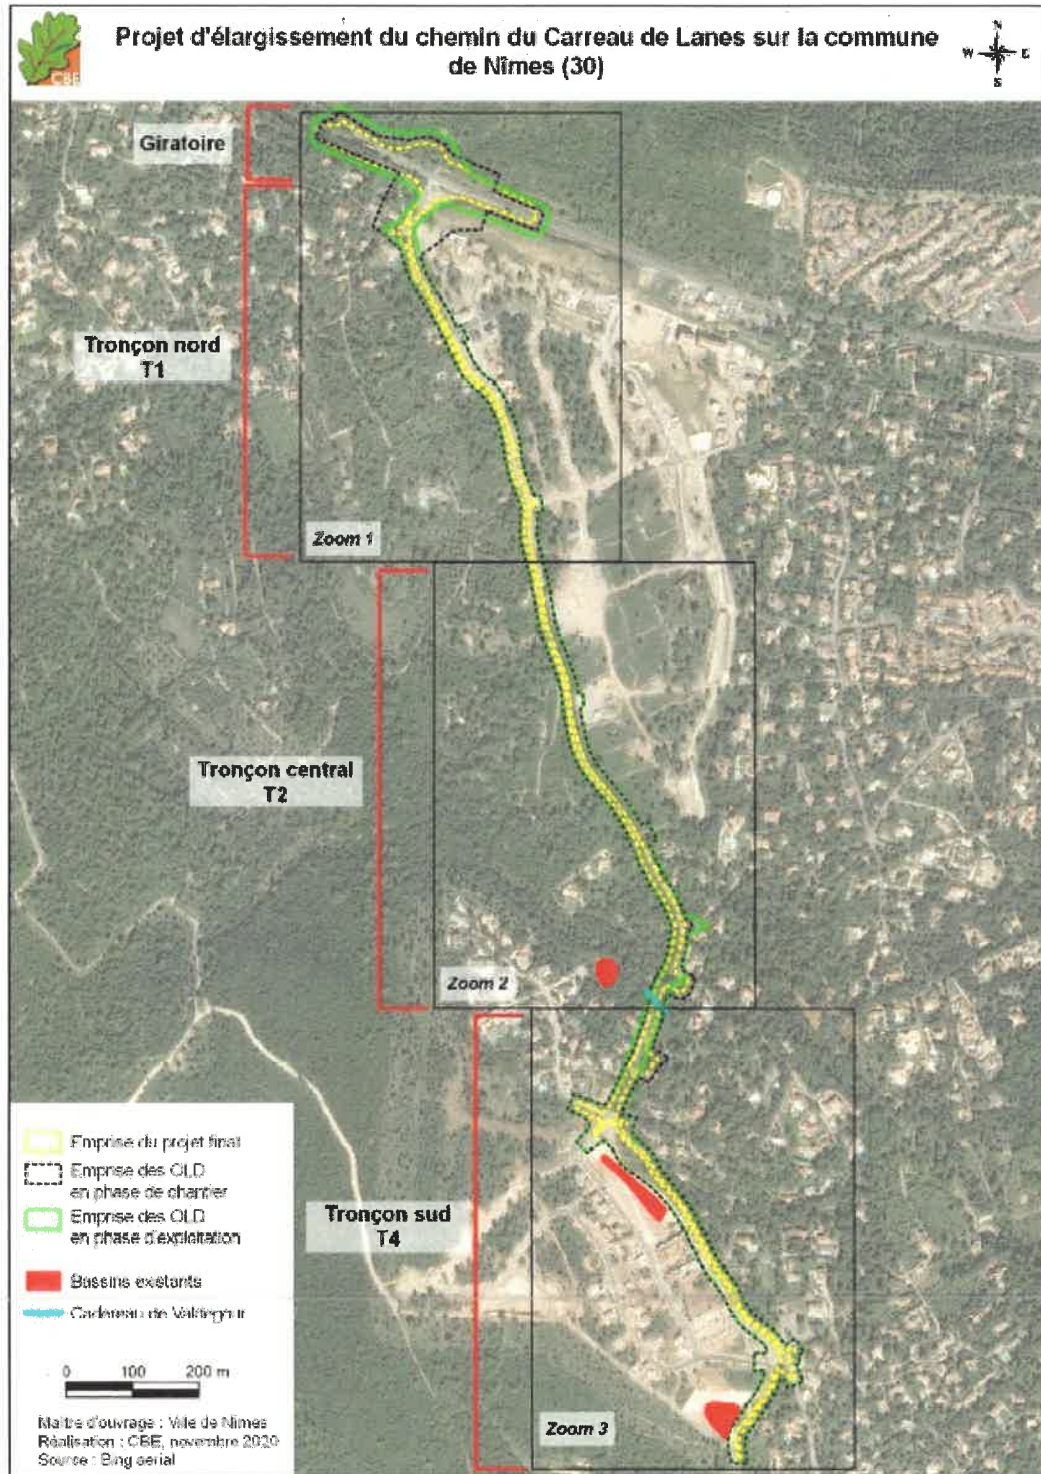 Projet d'élargissement du chemin du Carreau de Lanes sur la commune
de Nîmes (30)
N
W E
S
CBE
Giratoire
Tronçon nord
T1
Zoom 1
Tronçon central
T2
Zoom 2
Tronçon sud
T4
Zoom 3
Emprise du projet final
Emprise des OLD
en phase de chantier
Emprise des OLD
en phase d'exploitation
Bassins existants
Cadereau de Valdegour
0 100 200 m
Maître d'ouvrage : Ville de Nîmes
Réalisation : CBE, novembre 2020
Source : Bing aerial